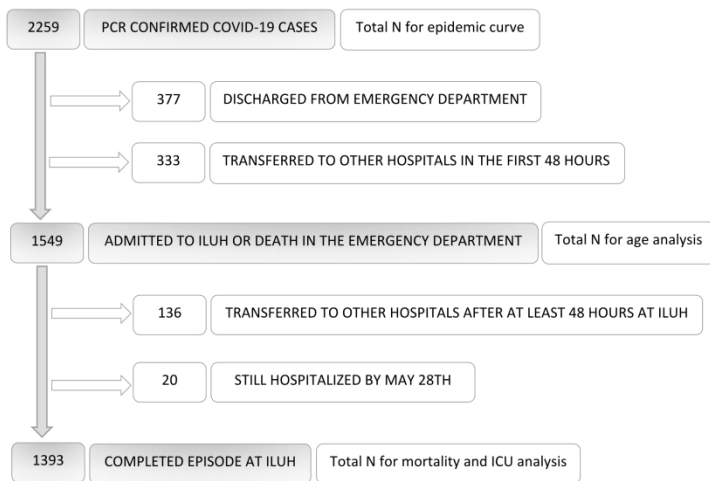 2259 PCR CONFIRMED COVID-19 CASES Total N for epidemic curve
377 DISCHARGED FROM EMERGENCY DEPARTMENT
333 TRANSFERRED TO OTHER HOSPITALS IN THE FIRST 48 HOURS
1549 ADMITTED TO ILUH OR DEATH IN THE EMERGENCY DEPARTMENT Total N for age analysis
136 TRANSFERRED TO OTHER HOSPITALS AFTER AT LEAST 48 HOURS AT ILUH
20 STILL HOSPITALIZED BY MAY 28TH
1393 COMPLETED EPISODE AT ILUH Total N for mortality and ICU analysis